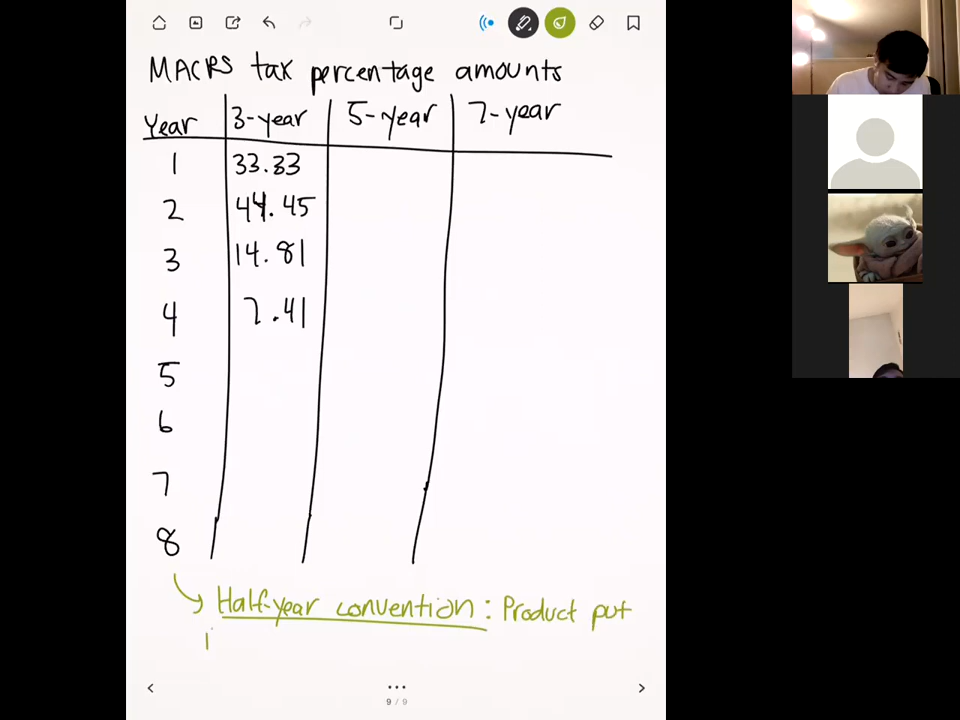 MACRS tax percentage amounts
Year 3-year 5-year 7-year
1 33.33
2 44.45
3 14.81
4 7.41
5
6
7
8
Half-year convention: Product put
i
9 / 9